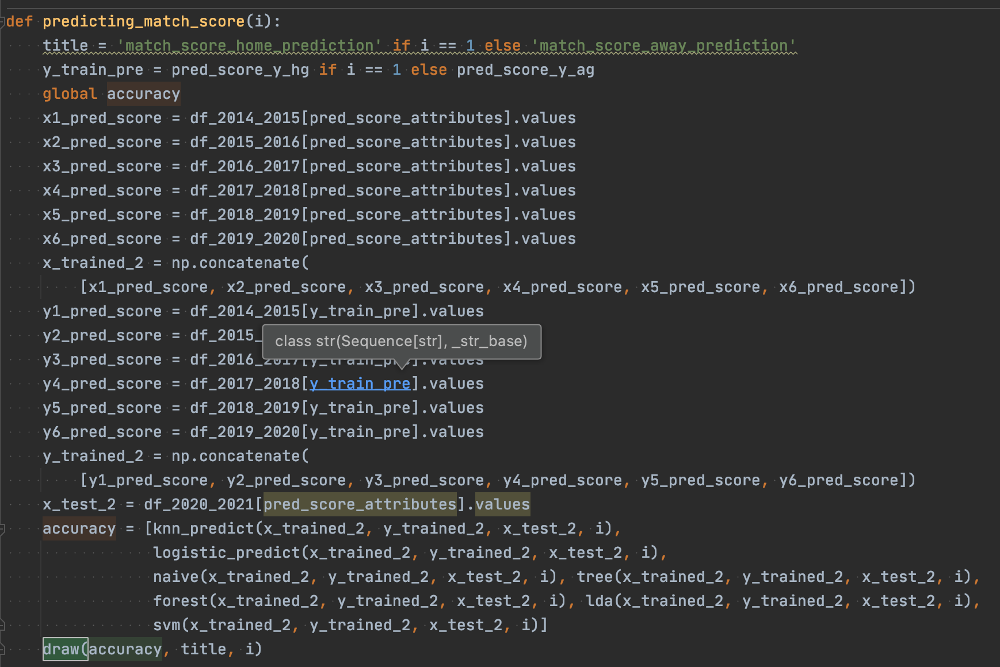 def predicting_match_score(i):
    title = 'match_score_home_prediction' if i == 1 else 'match_score_away_prediction'
    y_train_pre = pred_score_y_hg if i == 1 else pred_score_y_ag
    global accuracy
    x1_pred_score = df_2014_2015[pred_score_attributes].values
    x2_pred_score = df_2015_2016[pred_score_attributes].values
    x3_pred_score = df_2016_2017[pred_score_attributes].values
    x4_pred_score = df_2017_2018[pred_score_attributes].values
    x5_pred_score = df_2018_2019[pred_score_attributes].values
    x6_pred_score = df_2019_2020[pred_score_attributes].values
    x_trained_2 = np.concatenate(
        [x1_pred_score, x2_pred_score, x3_pred_score, x4_pred_score, x5_pred_score, x6_pred_score])
    y1_pred_score = df_2014_2015[y_train_pre].values
    y2_pred_score = df_2015_
class str(Sequence[str], _str_base)
    y3_pred_score = df_2016_2017[y_train_pre].values
    y4_pred_score = df_2017_2018[y_train_pre].values
    y5_pred_score = df_2018_2019[y_train_pre].values
    y6_pred_score = df_2019_2020[y_train_pre].values
    y_trained_2 = np.concatenate(
        [y1_pred_score, y2_pred_score, y3_pred_score, y4_pred_score, y5_pred_score, y6_pred_score])
    x_test_2 = df_2020_2021[pred_score_attributes].values
    accuracy = [knn_predict(x_trained_2, y_trained_2, x_test_2, i),
                logistic_predict(x_trained_2, y_trained_2, x_test_2, i),
                naive(x_trained_2, y_trained_2, x_test_2, i), tree(x_trained_2, y_trained_2, x_test_2, i),
                forest(x_trained_2, y_trained_2, x_test_2, i), lda(x_trained_2, y_trained_2, x_test_2, i),
                svm(x_trained_2, y_trained_2, x_test_2, i)]
    draw(accuracy, title, i)